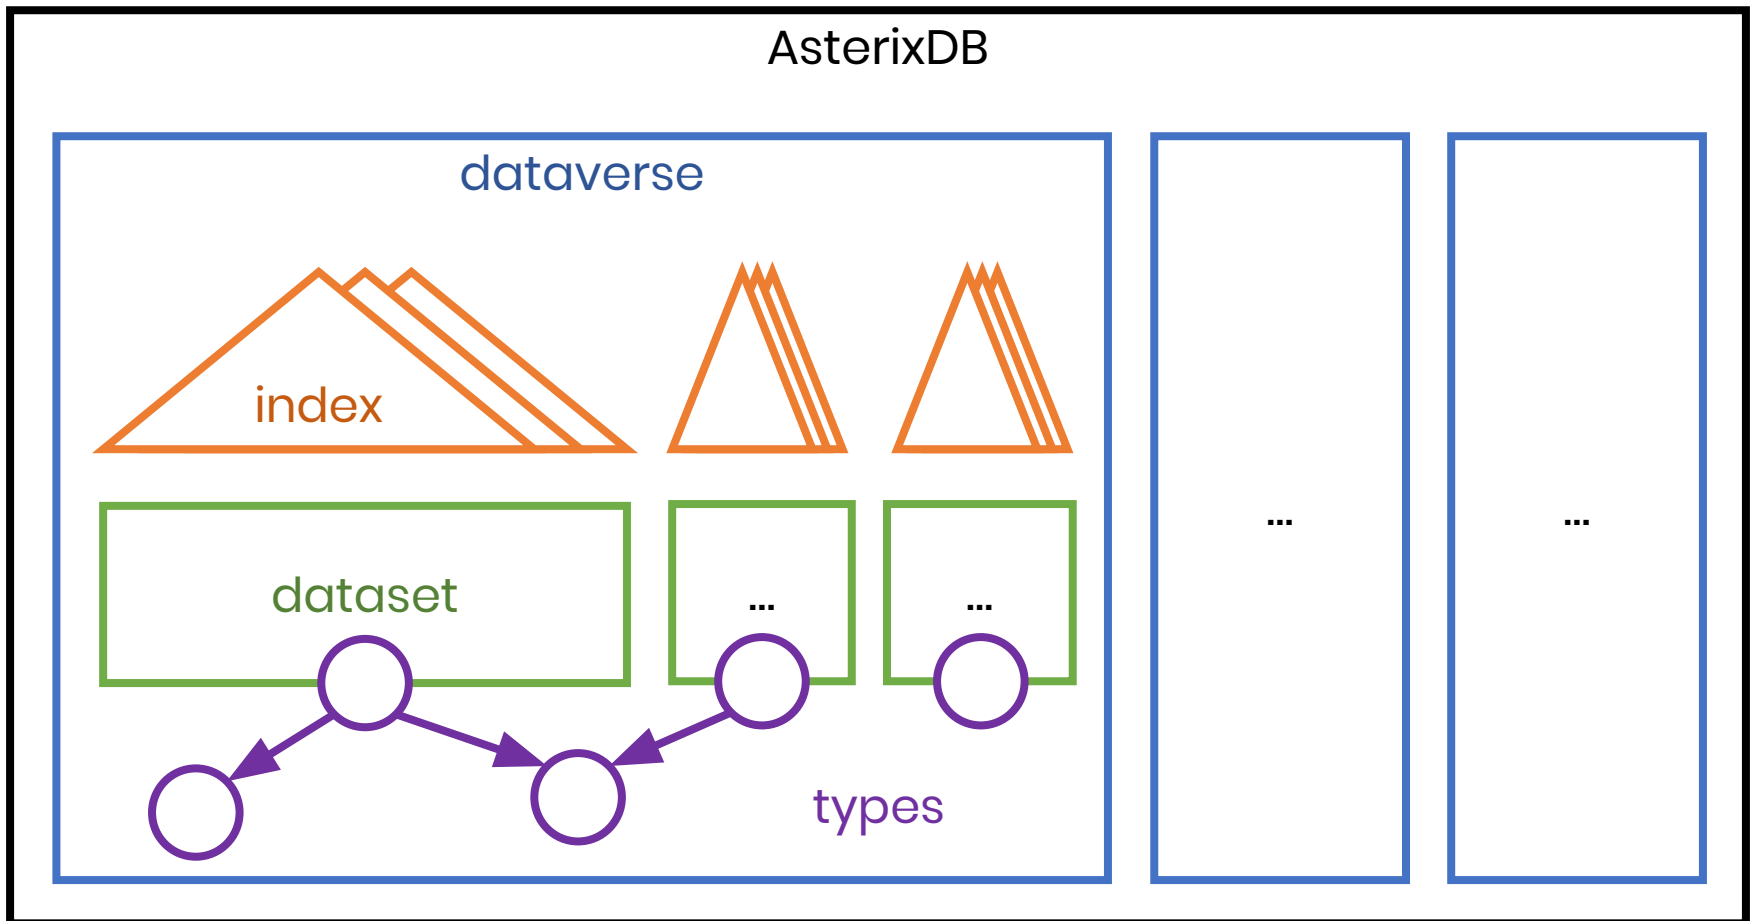 AsterixDB
dataverse
index
dataset
...
...
types
...
...